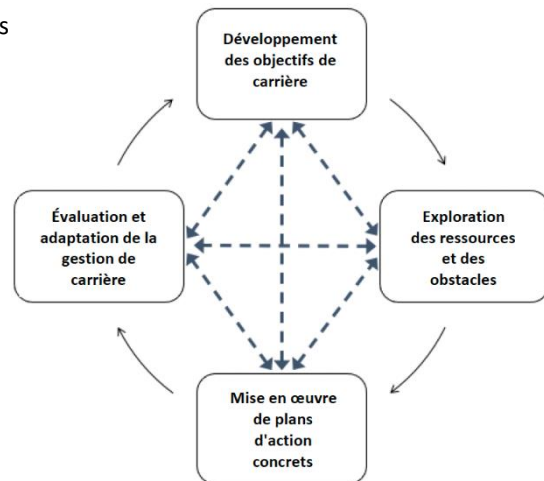 s
Développement
des objectifs de
carrière
Évaluation et
adaptation de la
gestion de
carrière
Exploration
des ressources
et des
obstacles
Mise en œuvre
de plans
d'action
concrets